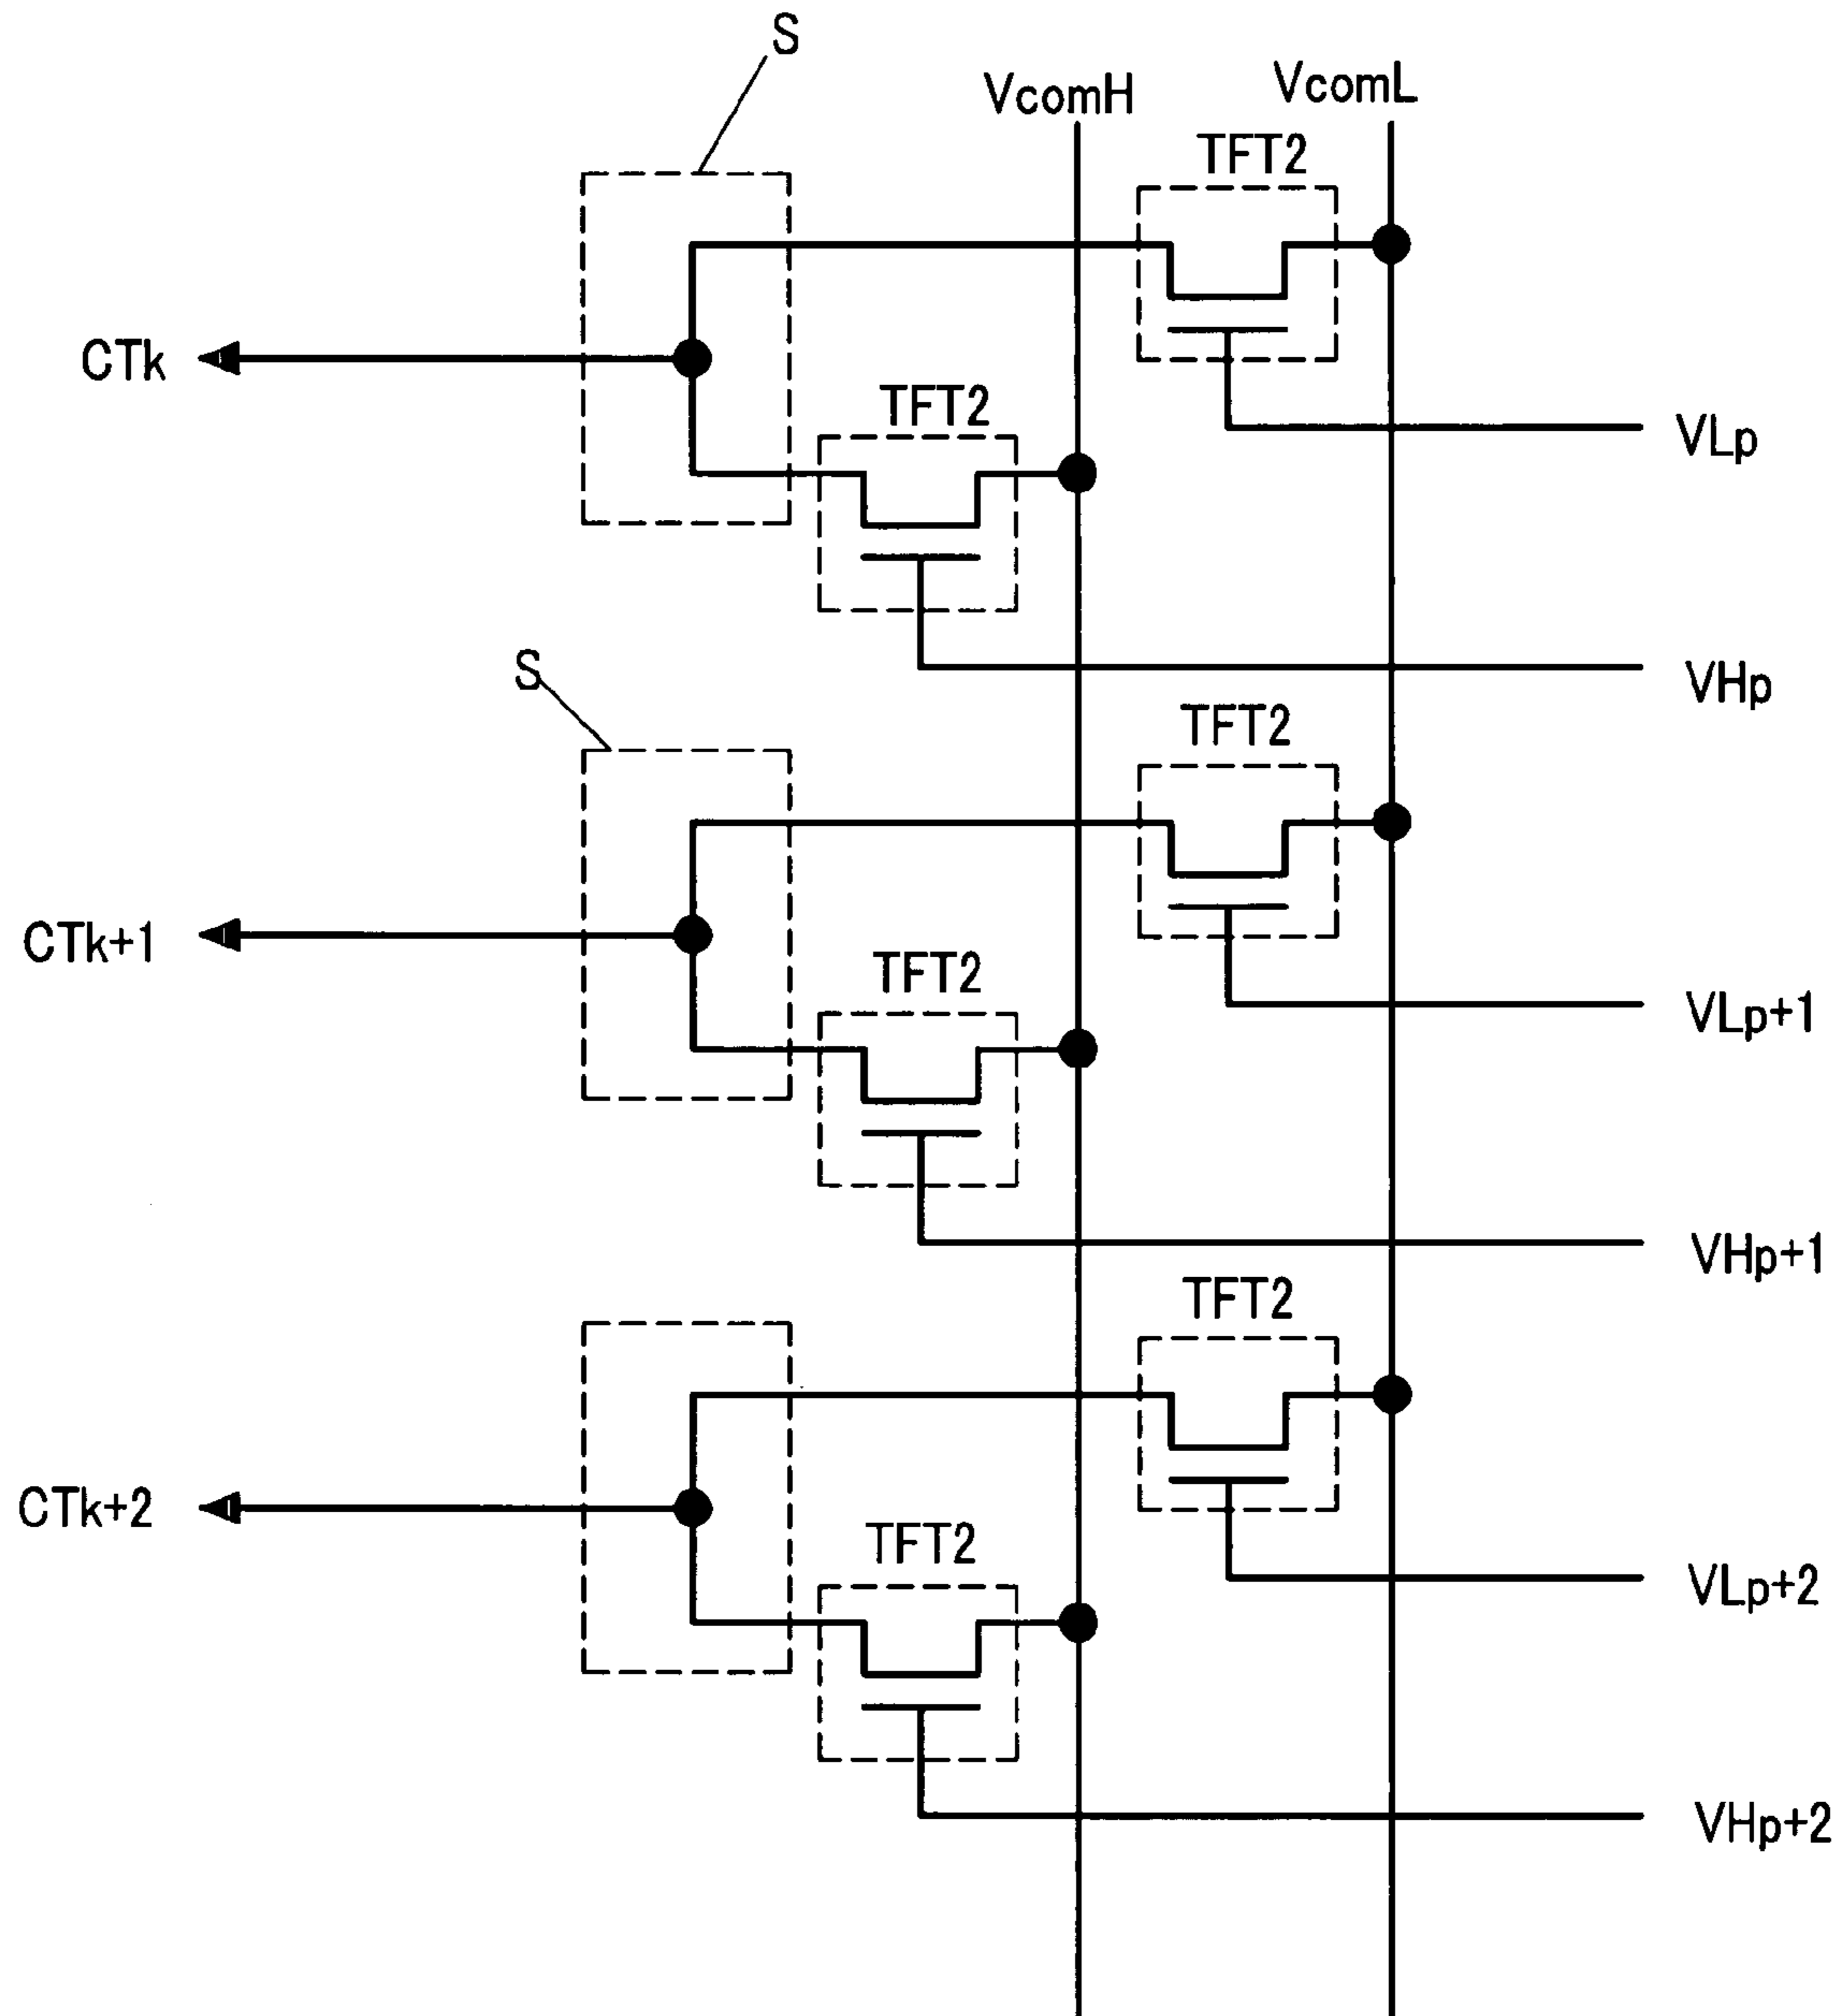 S
VcomH
VcomL
TFT2
CTk
TFT2
VLp
S
VHp
TFT2
CTk+1
TFT2
VLp+1
VHp+1
TFT2
CTk+2
TFT2
VLp+2
VHp+2